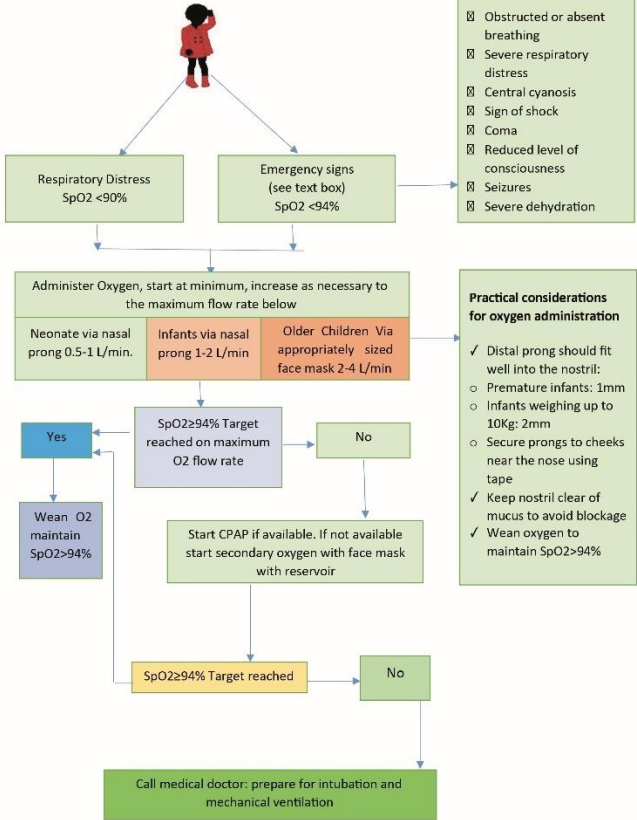 Obstructed or absent
breathing
Severe respiratory
distress
Central cyanosis
Sign of shock
Coma
Reduced level of
consciousness
Seizures
Severe dehydration
Respiratory Distress
SpO2 <90%
Emergency signs
(see text box)
SpO2 <94%
Administer Oxygen, start at minimum, increase as necessary to
the maximum flow rate below
Neonate via nasal
prong 0.5-1 L/min.
Infants via nasal
prong 1-2 L/min
Older Children Via
appropriately sized
face mask 2-4 L/min
Practical considerations
for oxygen administration
✓ Distal prong should fit
well into the nostril:
o Premature infants: 1mm
o Infants weighing up to
10Kg: 2mm
o Secure prongs to cheeks
near the nose using
tape
✓ Keep nostril clear of
mucus to avoid blockage
✓ Wean oxygen to
maintain SpO2>94%
Yes
SpO2≥94% Target
reached on maximum
O2 flow rate
No
Wean O2
maintain
SpO2>94%
Start CPAP if available. If not available
start secondary oxygen with face mask
with reservoir
SpO2≥94% Target reached
No
Call medical doctor: prepare for intubation and
mechanical ventilation